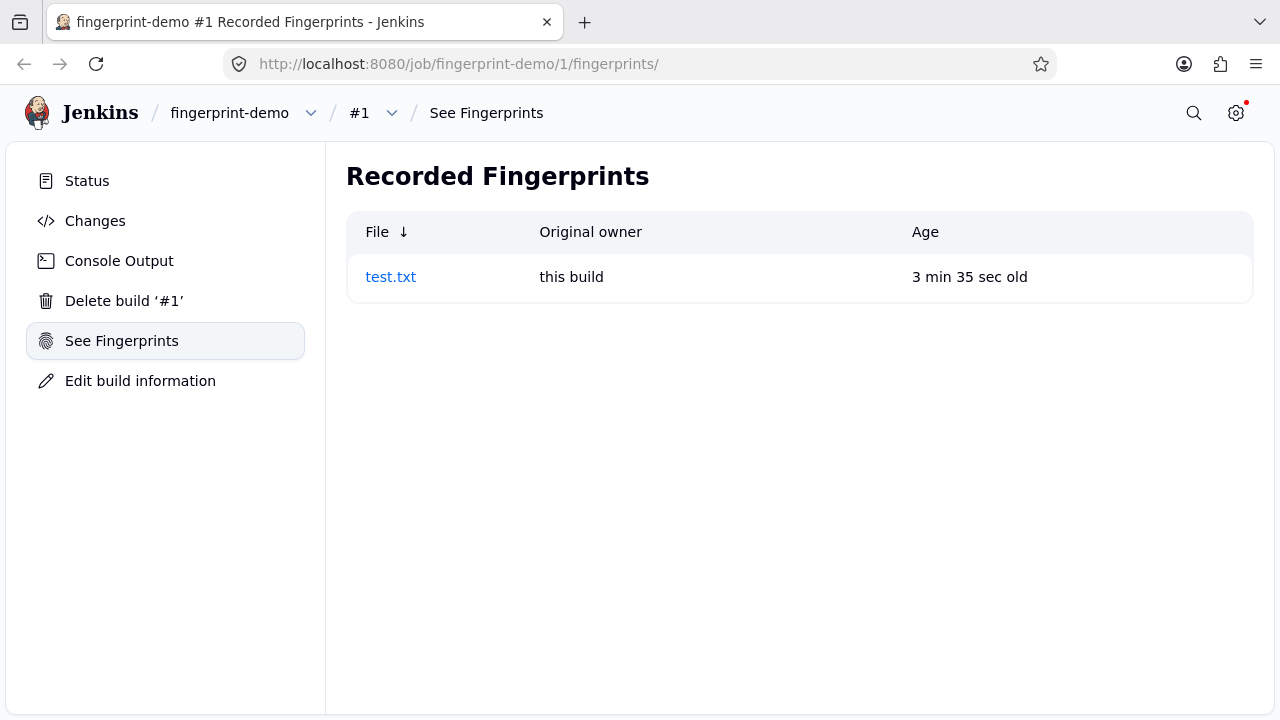 fingerprint-demo #1 Recorded Fingerprints - Jenkins
http://localhost:8080/job/fingerprint-demo/1/fingerprints/
Jenkins / fingerprint-demo / #1 / See Fingerprints
Status
Changes
Console Output
Delete build ‘#1’
See Fingerprints
Edit build information
Recorded Fingerprints
File ↓ Original owner Age
test.txt this build 3 min 35 sec old